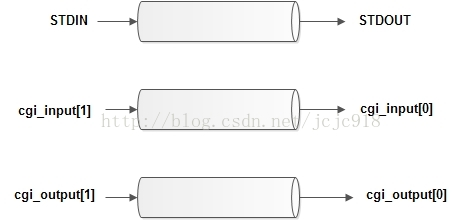 STDIN STDOUT
cgi_input[1] cgi_input[0]
http://blog.csdn.net/jcjc918
cgi_output[1] cgi_output[0]